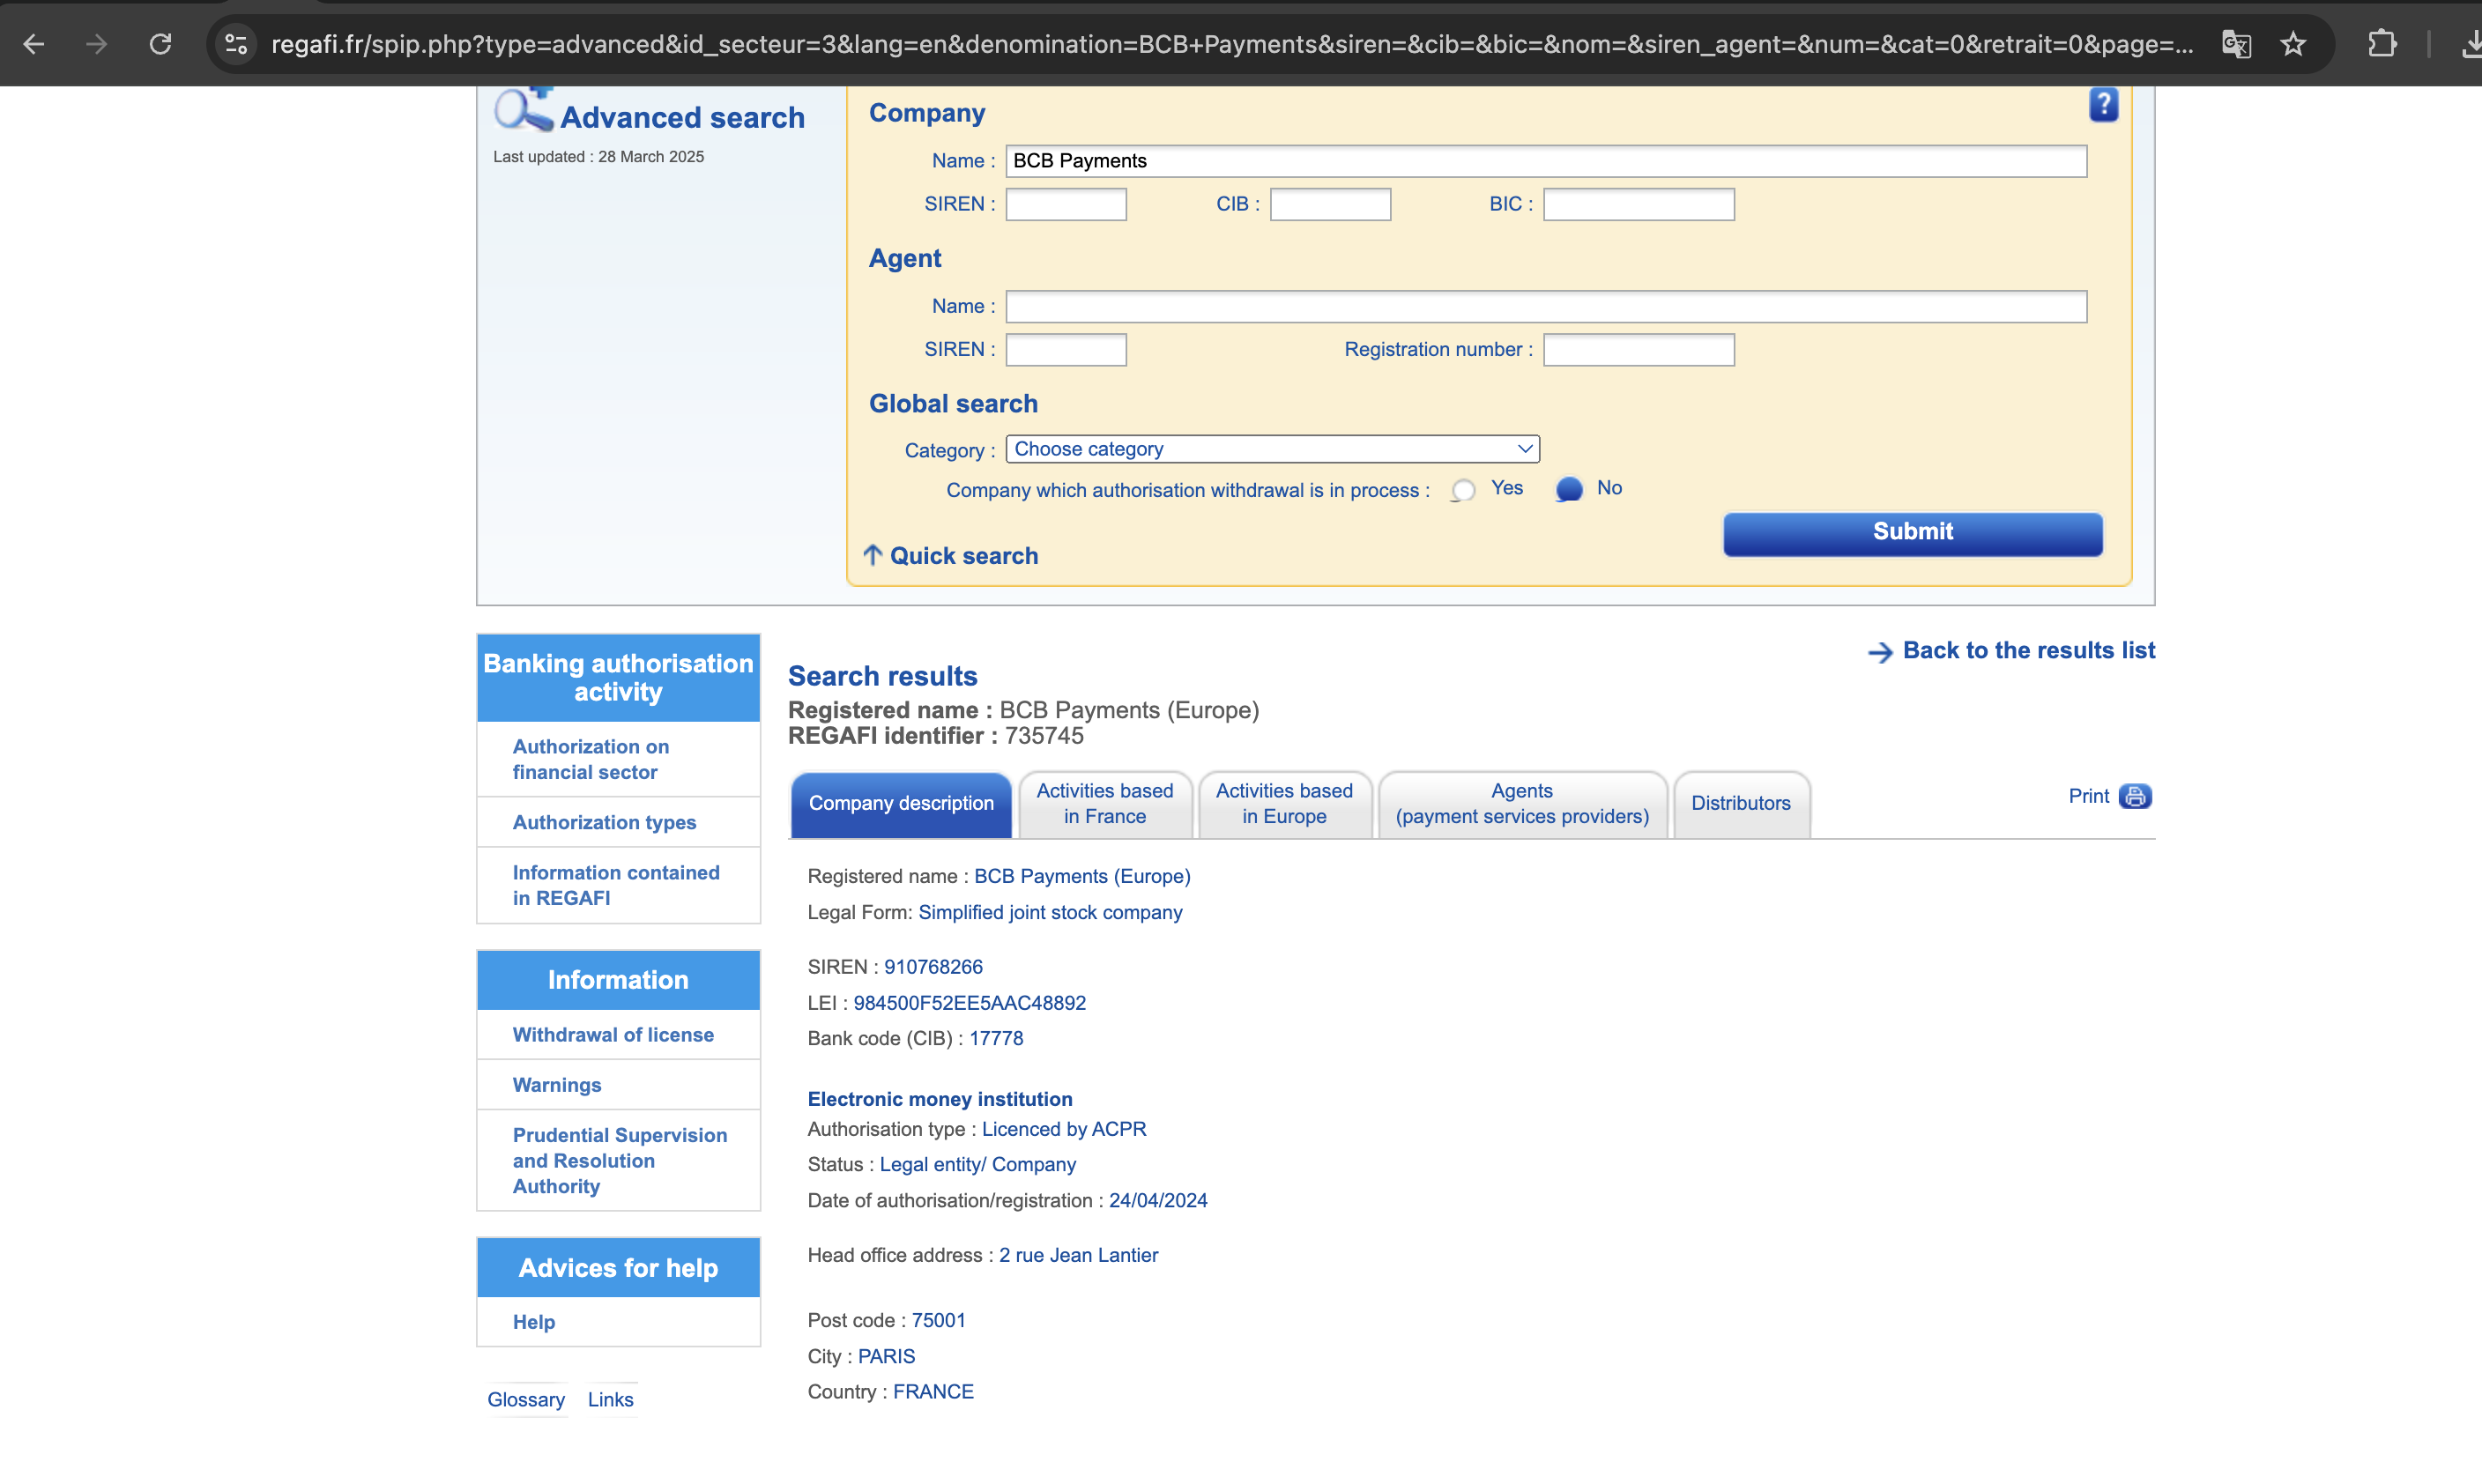 regafi.fr/spip.php?type=advanced&id_secteur=3&lang=en&denomination=BCB+Payments&siren=&cib=&bic=&nom=&siren_agent=&num=&cat=0&retrait=0&page=...
Advanced search
Last updated : 28 March 2025
Company
?
Name : BCB Payments
SIREN : CIB : BIC :
Agent
Name :
SIREN : Registration number :
Global search
Category : Choose category
Company which authorisation withdrawal is in process : Yes No
Submit
Quick search
Banking authorisation
activity
Authorization on
financial sector
Authorization types
Information contained
in REGAFI
Information
Withdrawal of license
Warnings
Prudential Supervision
and Resolution
Authority
Advices for help
Help
Glossary Links
Back to the results list
Search results
Registered name : BCB Payments (Europe)
REGAFI identifier : 735745
Company description
Activities based
in France
Activities based
in Europe
Agents
(payment services providers)
Distributors
Print
Registered name : BCB Payments (Europe)
Legal Form: Simplified joint stock company
SIREN : 910768266
LEI : 984500F52EE5AAC48892
Bank code (CIB) : 17778
Electronic money institution
Authorisation type : Licenced by ACPR
Status : Legal entity/ Company
Date of authorisation/registration : 24/04/2024
Head office address : 2 rue Jean Lantier
Post code : 75001
City : PARIS
Country : FRANCE